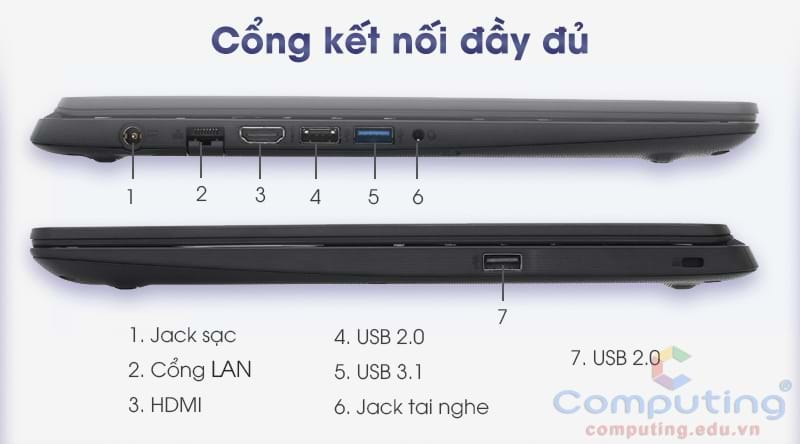 Cổng kết nối đầy đủ
1 2 3 4 5 6
7
1. Jack sạc
2. Cổng LAN
3. HDMI
4. USB 2.0
5. USB 3.1
6. Jack tai nghe
7. USB 2.0
Computing®
computing.edu.vn